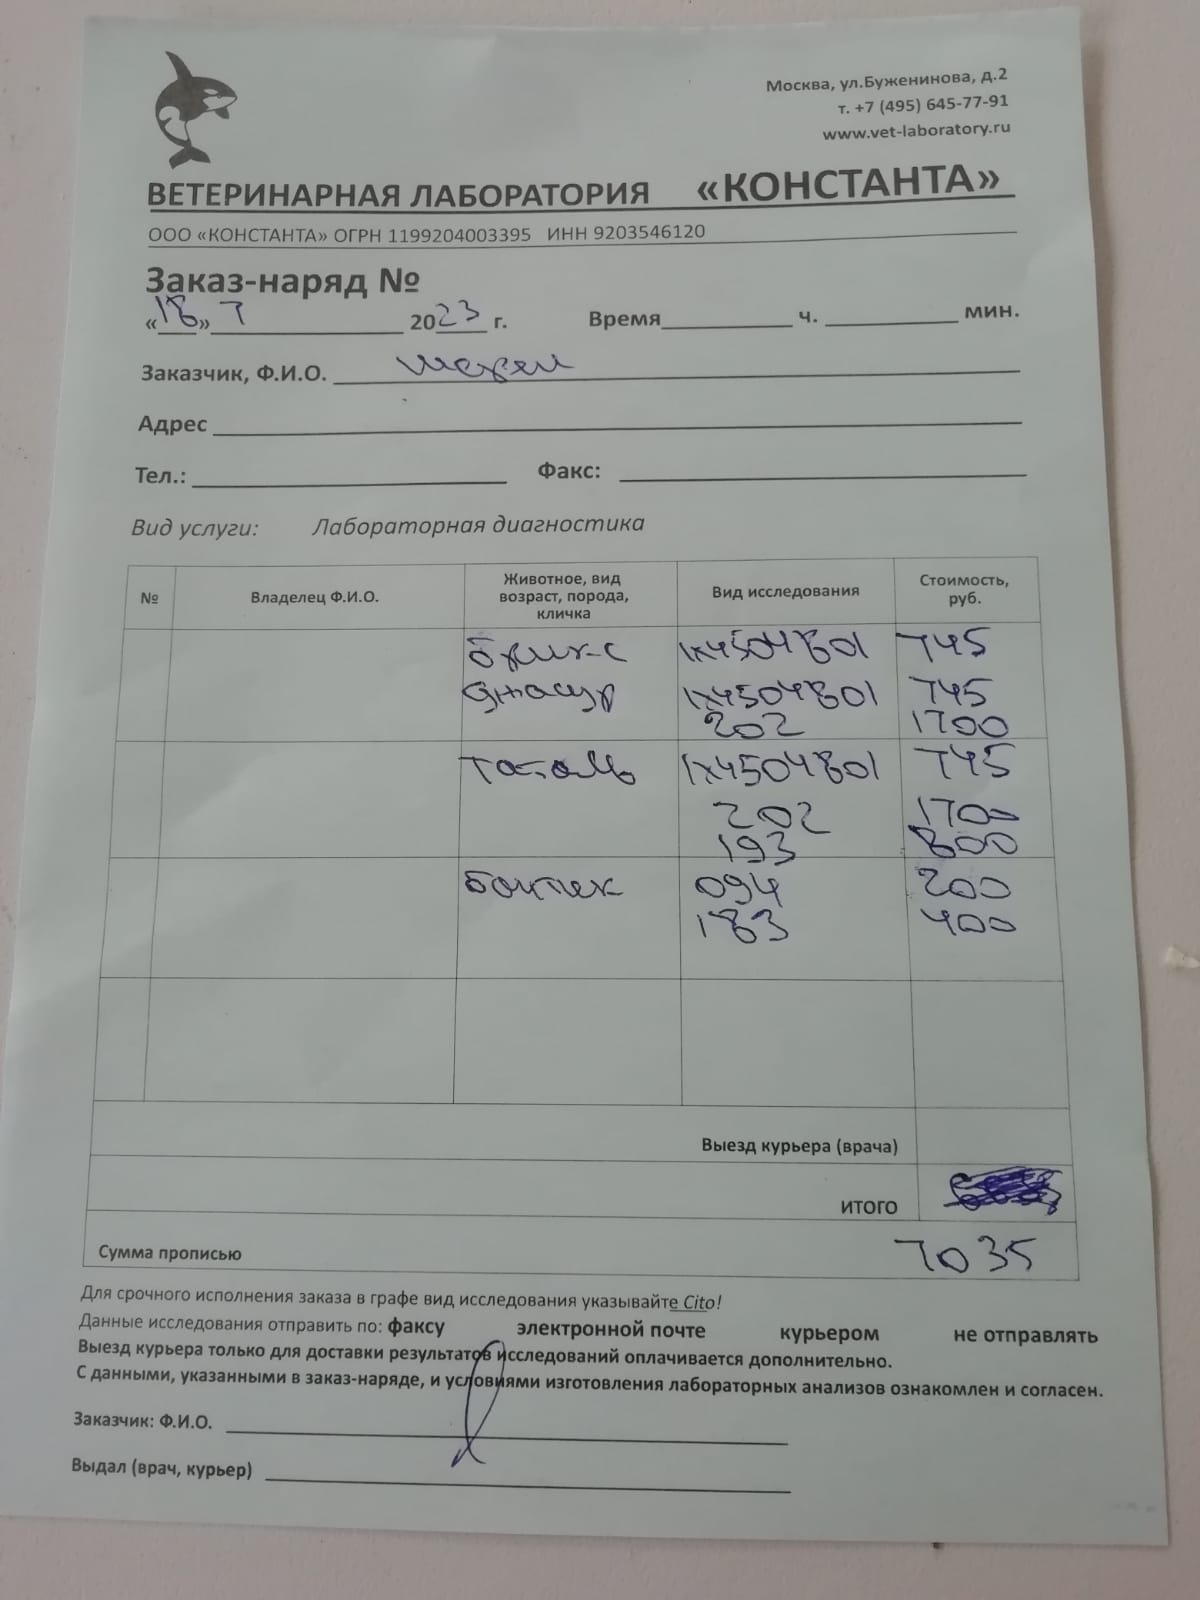 Москва, ул.Буженинова, д.2
т. +7 (495) 645-77-91
www.vet-laboratory.ru
ВЕТЕРИНАРНАЯ ЛАБОРАТОРИЯ «КОНСТАНТА»
ООО «КОНСТАНТА» ОГРН 1199204003395 ИНН 9203546120
Заказ-наряд №
«18» 7 2023 г. Время ч. мин.
Заказчик, Ф.И.О.
Адрес
Тел.: Факс:
Вид услуги: Лабораторная диагностика
№ Владелец Ф.И.О. Животное, вид возраст, порода, кличка Вид исследования Стоимость, руб.
745
745
202 1700
745
202 1700
193 800
094 200
183 400
Выезд курьера (врача)
ИТОГО
Сумма прописью 7035
Для срочного исполнения заказа в графе вид исследования указывайте Cito!
Данные исследования отправить по: факсу электронной почте курьером не отправлять
Выезд курьера только для доставки результатов исследований оплачивается дополнительно.
С данными, указанными в заказ-наряде, и условиями изготовления лабораторных анализов ознакомлен и согласен.
Заказчик: Ф.И.О.
Выдал (врач, курьер)